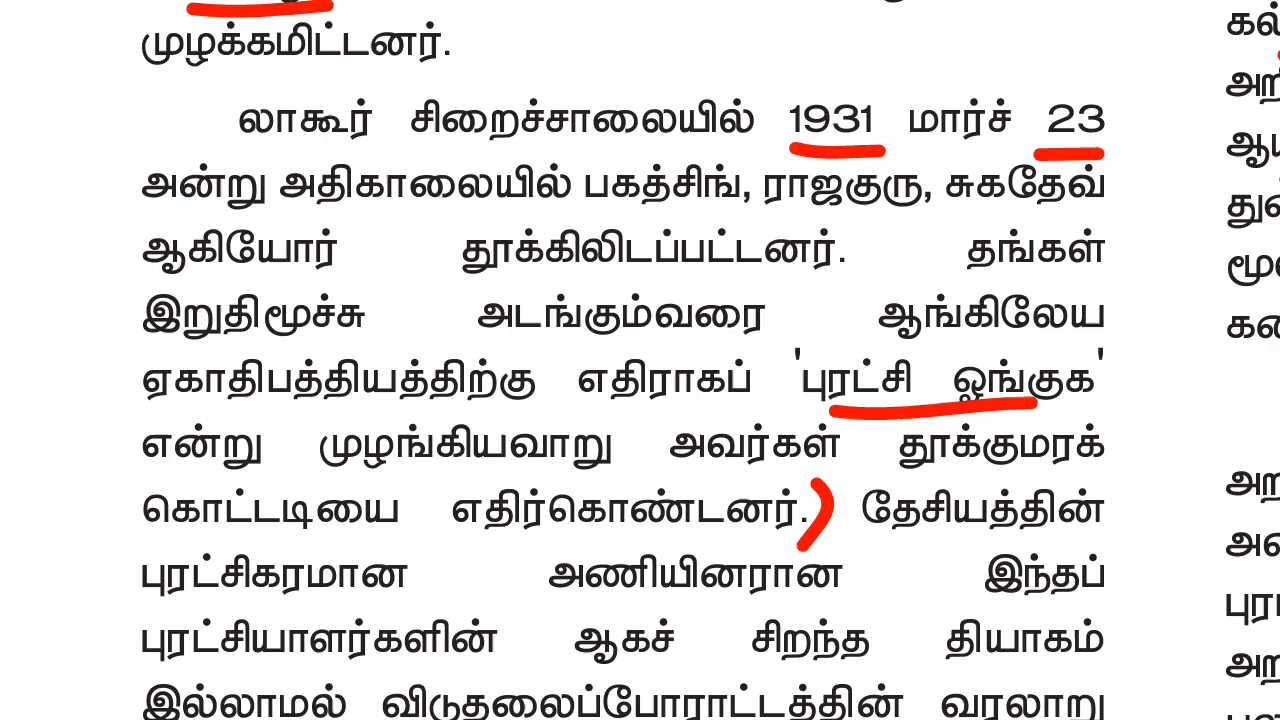 முழக்கமிட்டனர்.
லாகூர் சிறைச்சாலையில் 1931 மார்ச் 23
அன்று அதிகாலையில் பகத்சிங், ராஜகுரு, சுகதேவ்
ஆகியோர் தூக்கிலிடப்பட்டனர். தங்கள்
இறுதிமூச்சு அடங்கும்வரை ஆங்கிலேய
ஏகாதிபத்தியத்திற்கு எதிராகப் 'புரட்சி ஓங்குக'
என்று முழங்கியவாறு அவர்கள் தூக்குமரக்
கொட்டடியை எதிர்கொண்டனர். தேசியத்தின்
புரட்சிகரமான அணியினரான இந்தப்
புரட்சியாளர்களின் ஆகச் சிறந்த தியாகம்
இல்லாமல் விடுதலைப்போராட்டத்தின் வரலாறு